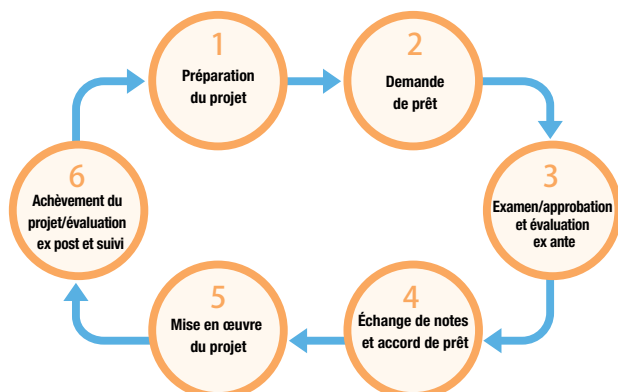 1
Préparation
du projet
2
Demande
de prêt
3
Examen/approbation
et évaluation
ex ante
4
Échange de notes
et accord de prêt
5
Mise en œuvre
du projet
6
Achèvement du
projet/évaluation
ex post et suivi